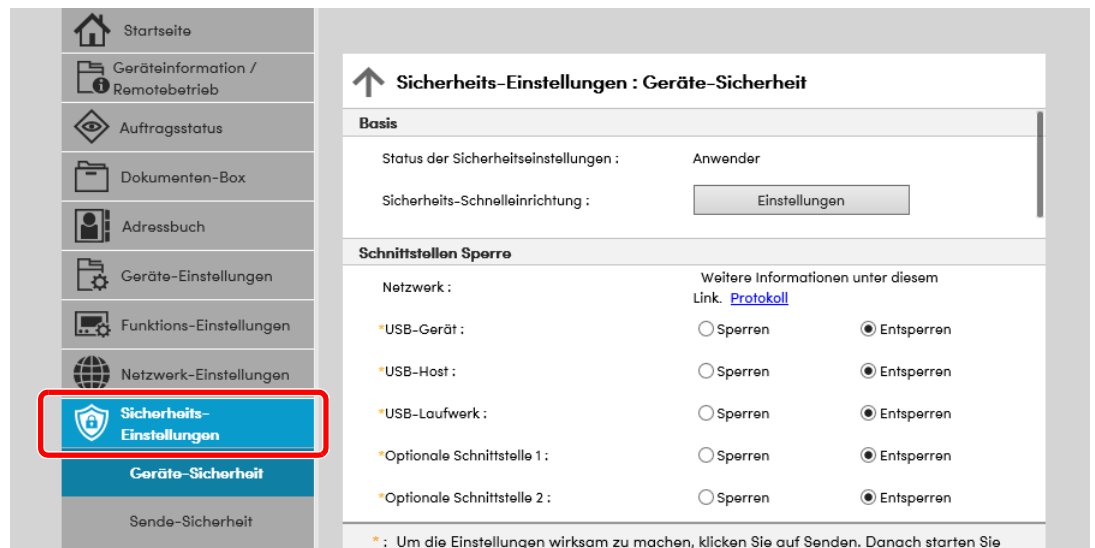 Startseite
Geräteinformation /
Remotebetrieb
Auftragsstatus
Dokumenten-Box
Adressbuch
Geräte-Einstellungen
Funktions-Einstellungen
Netzwerk-Einstellungen
Sicherheits-
Einstellungen
Geräte-Sicherheit
Sende-Sicherheit
Sicherheits-Einstellungen : Geräte-Sicherheit
Basis
Status der Sicherheitseinstellungen : Anwender
Sicherheits-Schnelleinrichtung : Einstellungen
Schnittstellen Sperre
Netzwerk : Weitere Informationen unter diesem
Link. Protokoll
*USB-Gerät : Sperren Entsperren
*USB-Host : Sperren Entsperren
*USB-Laufwerk : Sperren Entsperren
*Optionale Schnittstelle 1 : Sperren Entsperren
*Optionale Schnittstelle 2 : Sperren Entsperren
* : Um die Einstellungen wirksam zu machen, klicken Sie auf Senden. Danach starten Sie